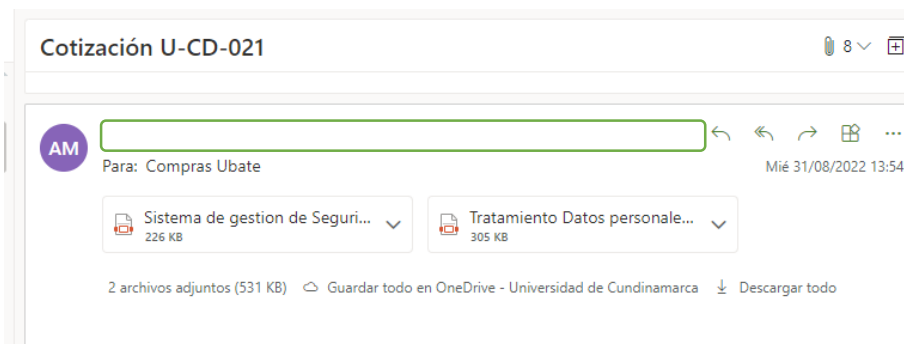 Cotización U-CD-021
8
AM
Para: Compras Ubate
Mié 31/08/2022 13:54
Sistema de gestion de Seguri...
226 KB
Tratamiento Datos personale...
305 KB
2 archivos adjuntos (531 KB) Guardar todo en OneDrive - Universidad de Cundinamarca Descargar todo